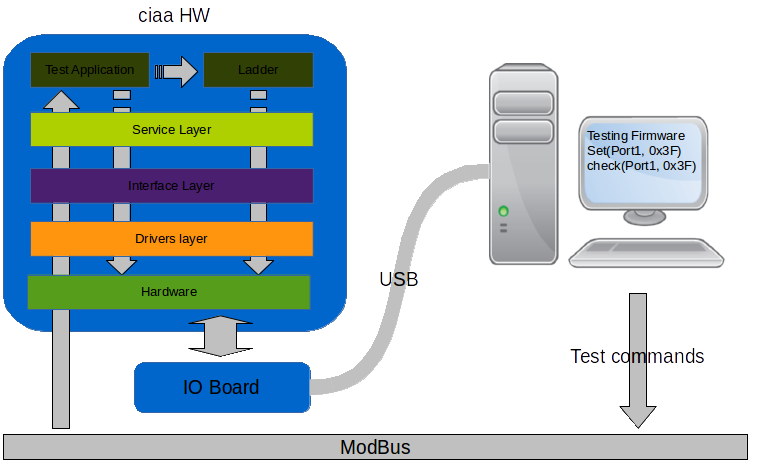 ciaa HW
Test Application
Ladder
Service Layer
Interface Layer
Drivers layer
Hardware
IO Board
USB
Testing Firmware
Set(Port1, 0x3F)
check(Port1, 0x3F)
Test commands
ModBus